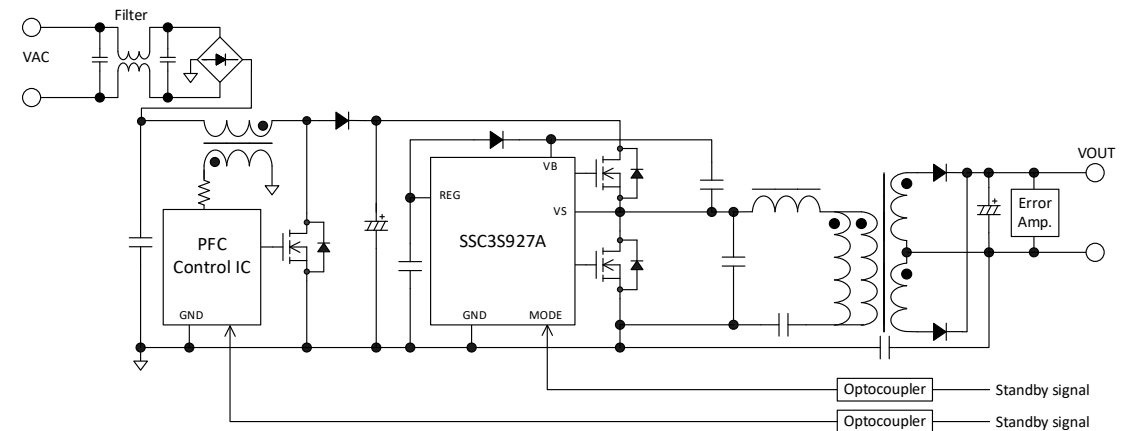 Filter
VAC
VOUT
VB
REG
VS
Error
Amp.
SSC3S927A
PFC
Control IC
GND
GND
MODE
Optocoupler
Standby signal
Optocoupler
Standby signal